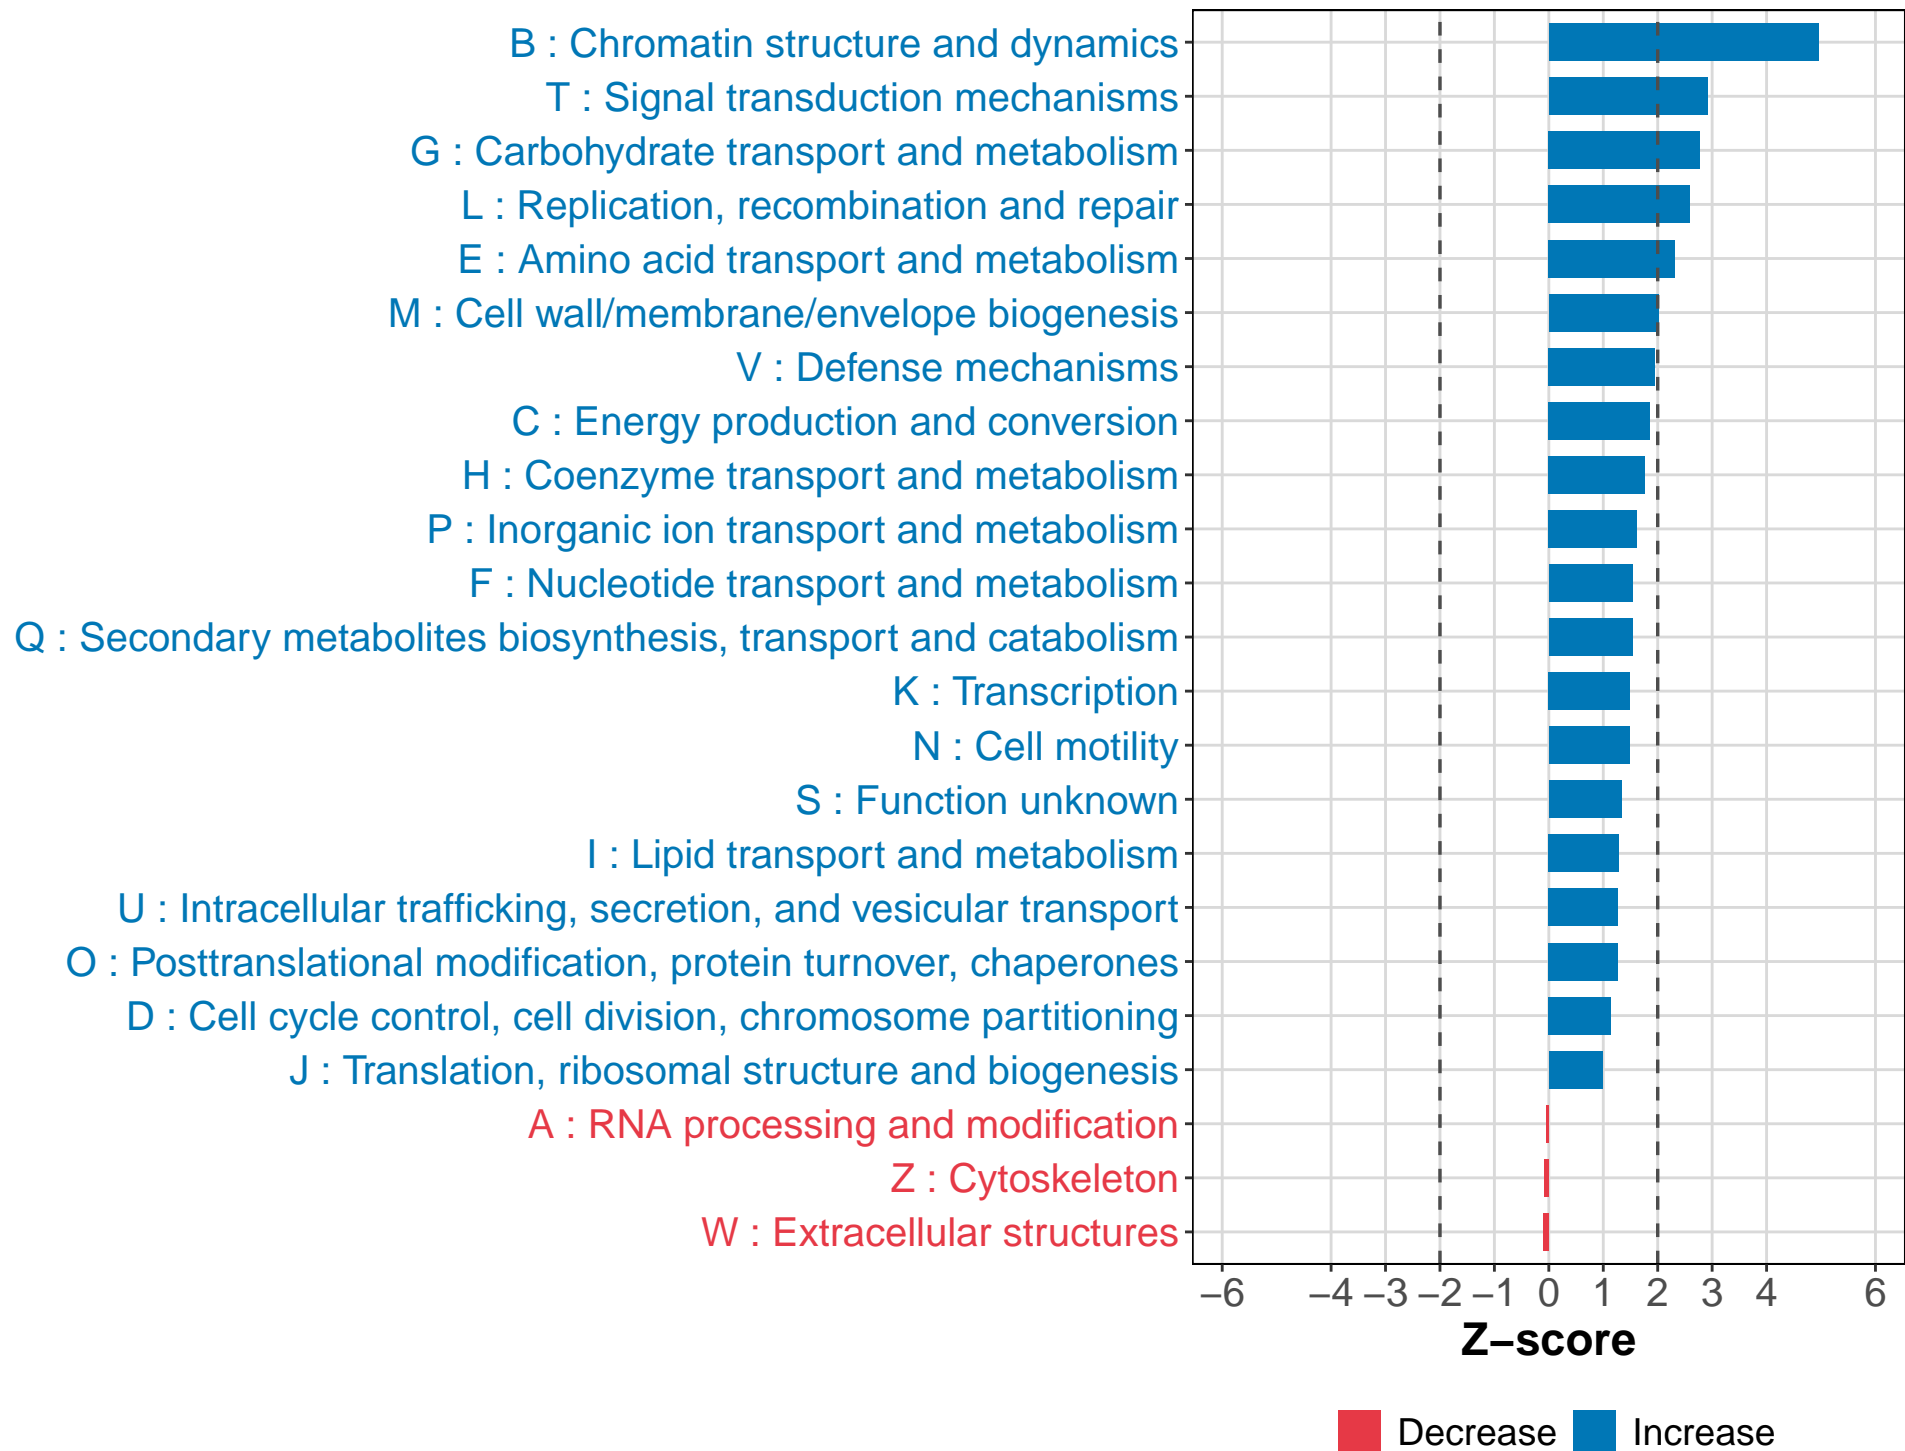 B : Chromatin structure and dynamics
T : Signal transduction mechanisms
G : Carbohydrate transport and metabolism
L : Replication, recombination and repair
E : Amino acid transport and metabolism
M : Cell wall/membrane/envelope biogenesis
V : Defense mechanisms
C : Energy production and conversion
H : Coenzyme transport and metabolism
P : Inorganic ion transport and metabolism
F : Nucleotide transport and metabolism
Q : Secondary metabolites biosynthesis, transport and catabolism
K : Transcription
N : Cell motility
S : Function unknown
I : Lipid transport and metabolism
U : Intracellular trafficking, secretion, and vesicular transport
O : Posttranslational modification, protein turnover, chaperones
D : Cell cycle control, cell division, chromosome partitioning
J : Translation, ribosomal structure and biogenesis
A : RNA processing and modification
Z : Cytoskeleton
W : Extracellular structures
−6 −4 −3 −2 −1 0 1 2 3 4 6
Z−score
Decrease Increase